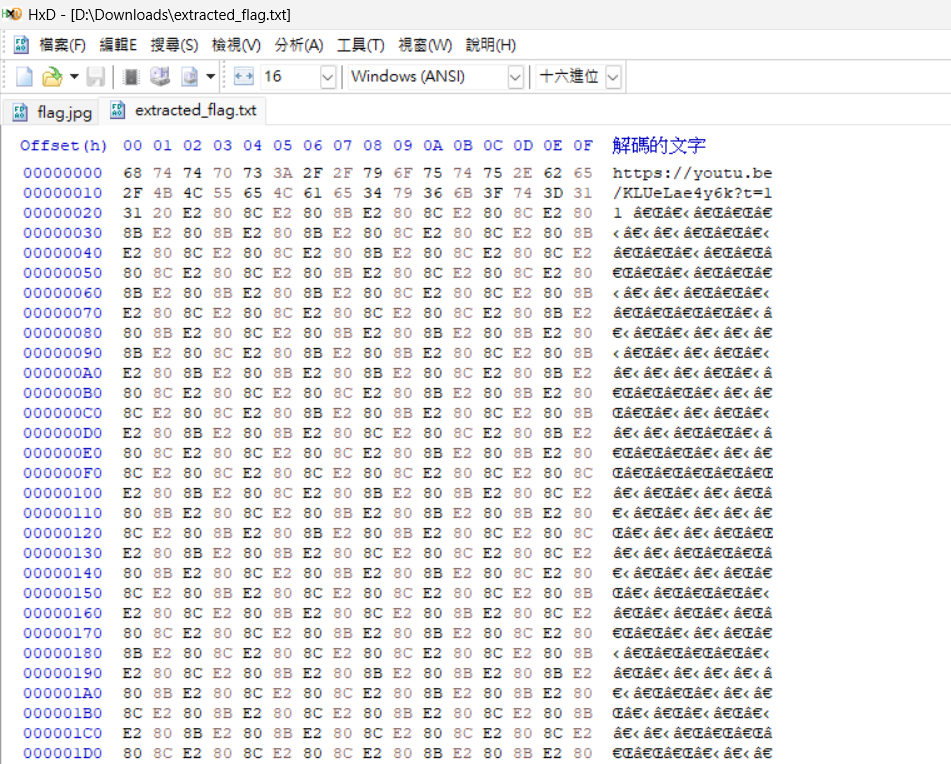 HxD - [D:\Downloads\extracted_flag.txt]
檔案(F) 編輯E 搜尋(S) 檢視(V) 分析(A) 工具(T) 視窗(W) 說明(H)
16 Windows (ANSI) 十六進位
flag.jpg extracted_flag.txt
Offset(h) 00 01 02 03 04 05 06 07 08 09 0A 0B 0C 0D 0E 0F 解碼的文字
00000000 68 74 74 70 73 3A 2F 2F 79 6F 75 74 75 2E 62 65 https://youtu.be
00000010 2F 4B 4C 55 65 4C 61 65 34 79 36 6B 3F 74 3D 31 /KLUeLae4y6k?t=1
00000020 31 20 E2 80 8C E2 80 8B E2 80 8C E2 80 8C E2 80 1 â€Œâ€‹â€Œâ€Œâ€
00000030 8B E2 80 8B E2 80 8B E2 80 8C E2 80 8C E2 80 8B ‹â€‹â€‹â€Œâ€Œâ€‹
00000040 E2 80 8C E2 80 8C E2 80 8B E2 80 8C E2 80 8C E2 â€Œâ€Œâ€‹â€Œâ€Œâ
00000050 80 8C E2 80 8C E2 80 8B E2 80 8C E2 80 8C E2 80 €Œâ€Œâ€‹â€Œâ€Œâ€
00000060 8B E2 80 8B E2 80 8B E2 80 8C E2 80 8C E2 80 8B ‹â€‹â€‹â€Œâ€Œâ€‹
00000070 E2 80 8C E2 80 8C E2 80 8C E2 80 8C E2 80 8B E2 â€Œâ€Œâ€Œâ€Œâ€‹â
00000080 80 8B E2 80 8C E2 80 8B E2 80 8B E2 80 8B E2 80 €‹â€Œâ€‹â€‹â€‹â€
00000090 8B E2 80 8C E2 80 8B E2 80 8B E2 80 8C E2 80 8B ‹â€Œâ€‹â€‹â€Œâ€‹
000000A0 E2 80 8B E2 80 8B E2 80 8B E2 80 8C E2 80 8B E2 â€‹â€‹â€‹â€Œâ€‹â
000000B0 80 8C E2 80 8C E2 80 8C E2 80 8B E2 80 8B E2 80 €Œâ€Œâ€Œâ€‹â€‹â€
000000C0 8C E2 80 8C E2 80 8B E2 80 8B E2 80 8C E2 80 8B Œâ€Œâ€‹â€‹â€Œâ€‹
000000D0 E2 80 8B E2 80 8B E2 80 8C E2 80 8C E2 80 8B E2 â€‹â€‹â€Œâ€Œâ€‹â
000000E0 80 8C E2 80 8C E2 80 8C E2 80 8B E2 80 8B E2 80 €Œâ€Œâ€Œâ€‹â€‹â€
000000F0 8C E2 80 8C E2 80 8C E2 80 8C E2 80 8C E2 80 8C Œâ€Œâ€Œâ€Œâ€Œâ€Œ
00000100 E2 80 8B E2 80 8C E2 80 8B E2 80 8B E2 80 8C E2 â€‹â€Œâ€‹â€‹â€Œâ
00000110 80 8B E2 80 8C E2 80 8B E2 80 8B E2 80 8B E2 80 €‹â€Œâ€‹â€‹â€‹â€
00000120 8C E2 80 8B E2 80 8B E2 80 8B E2 80 8C E2 80 8C Œâ€‹â€‹â€‹â€Œâ€Œ
00000130 E2 80 8B E2 80 8B E2 80 8C E2 80 8C E2 80 8C E2 â€‹â€‹â€Œâ€Œâ€Œâ
00000140 80 8B E2 80 8C E2 80 8B E2 80 8B E2 80 8C E2 80 €‹â€Œâ€‹â€‹â€Œâ€
00000150 8C E2 80 8B E2 80 8C E2 80 8C E2 80 8C E2 80 8B Œâ€‹â€Œâ€Œâ€Œâ€‹
00000160 E2 80 8C E2 80 8B E2 80 8C E2 80 8B E2 80 8C E2 â€Œâ€‹â€Œâ€‹â€Œâ
00000170 80 8C E2 80 8C E2 80 8B E2 80 8B E2 80 8C E2 80 €Œâ€Œâ€‹â€‹â€Œâ€
00000180 8B E2 80 8C E2 80 8C E2 80 8C E2 80 8C E2 80 8B ‹â€Œâ€Œâ€Œâ€Œâ€‹
00000190 E2 80 8C E2 80 8B E2 80 8B E2 80 8B E2 80 8B E2 â€Œâ€‹â€‹â€‹â€‹â
000001A0 80 8B E2 80 8C E2 80 8C E2 80 8B E2 80 8B E2 80 €‹â€Œâ€Œâ€‹â€‹â€
000001B0 8C E2 80 8B E2 80 8C E2 80 8B E2 80 8C E2 80 8B Œâ€‹â€Œâ€‹â€Œâ€‹
000001C0 E2 80 8B E2 80 8B E2 80 8C E2 80 8C E2 80 8C E2 â€‹â€‹â€Œâ€Œâ€Œâ
000001D0 80 8C E2 80 8C E2 80 8C E2 80 8B E2 80 8B E2 80 €Œâ€Œâ€Œâ€‹â€‹â€